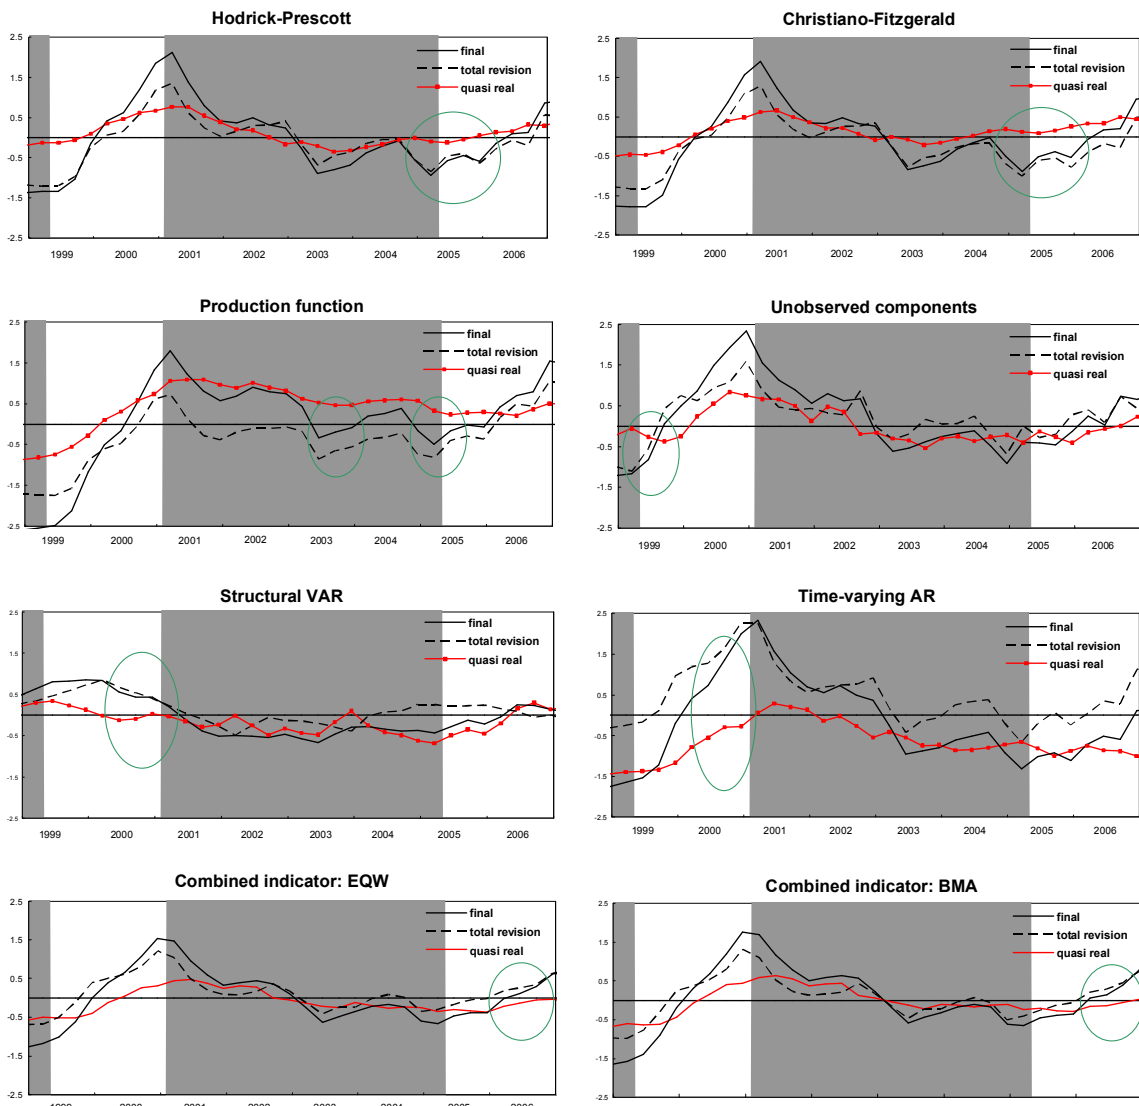 Hodrick-Prescott
2.5
1.5
0.5
-0.5
-1.5
-2.5
final
total revision
quasi real
1999 2000 2001 2002 2003 2004 2005 2006
Christiano-Fitzgerald
2.5
1.5
0.5
-0.5
-1.5
-2.5
final
total revision
quasi real
1999 2000 2001 2002 2003 2004 2005 2006
Production function
2.5
1.5
0.5
-0.5
-1.5
-2.5
final
total revision
quasi real
1999 2000 2001 2002 2003 2004 2005 2006
Unobserved components
2.5
1.5
0.5
-0.5
-1.5
-2.5
final
total revision
quasi real
1999 2000 2001 2002 2003 2004 2005 2006
Structural VAR
2.5
1.5
0.5
-0.5
-1.5
-2.5
final
total revision
quasi real
1999 2000 2001 2002 2003 2004 2005 2006
Time-varying AR
2.5
1.5
0.5
-0.5
-1.5
-2.5
final
total revision
quasi real
1999 2000 2001 2002 2003 2004 2005 2006
Combined indicator: EQW
2.5
1.5
0.5
-0.5
-1.5
-2.5
final
total revision
quasi real
Combined indicator: BMA
2.5
1.5
0.5
-0.5
-1.5
-2.5
final
total revision
quasi real